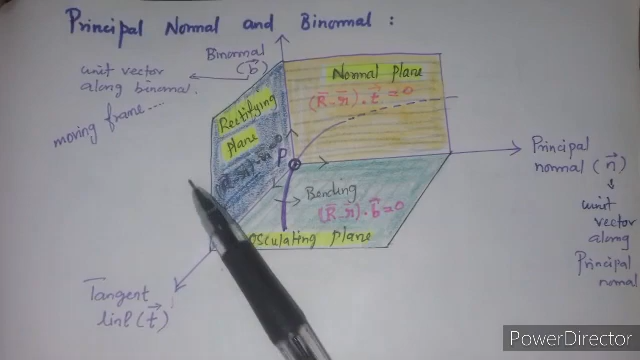 Principal Normal and Binormal :
Binormal
(b⃗)
unit vector
along binormal.
moving frame....
Normal plane
(R̄-r̄).t̄=0
Rectifying
plane
P
Principal
normal (n⃗)
unit
vector
along
Principal
normal
Bending
(R̄-r̄).b̄=0
osculating plane
Tangent
line(t⃗)
PowerDirector